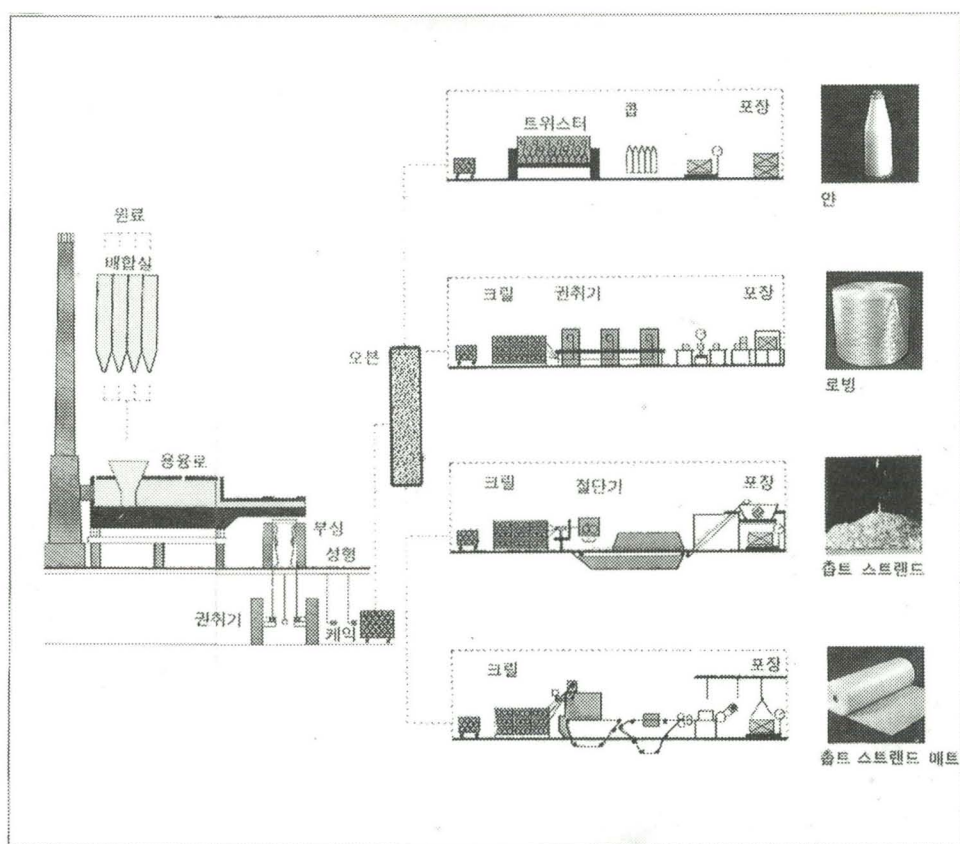 트위스터
콥
포장
얀
원료
배합실
크릴
권취기
포장
오븐
로빙
용융로
크릴
절단기
포장
부싱
성형
촙트 스트랜드
권취기
케익
크릴
포장
촙트 스트랜드 매트